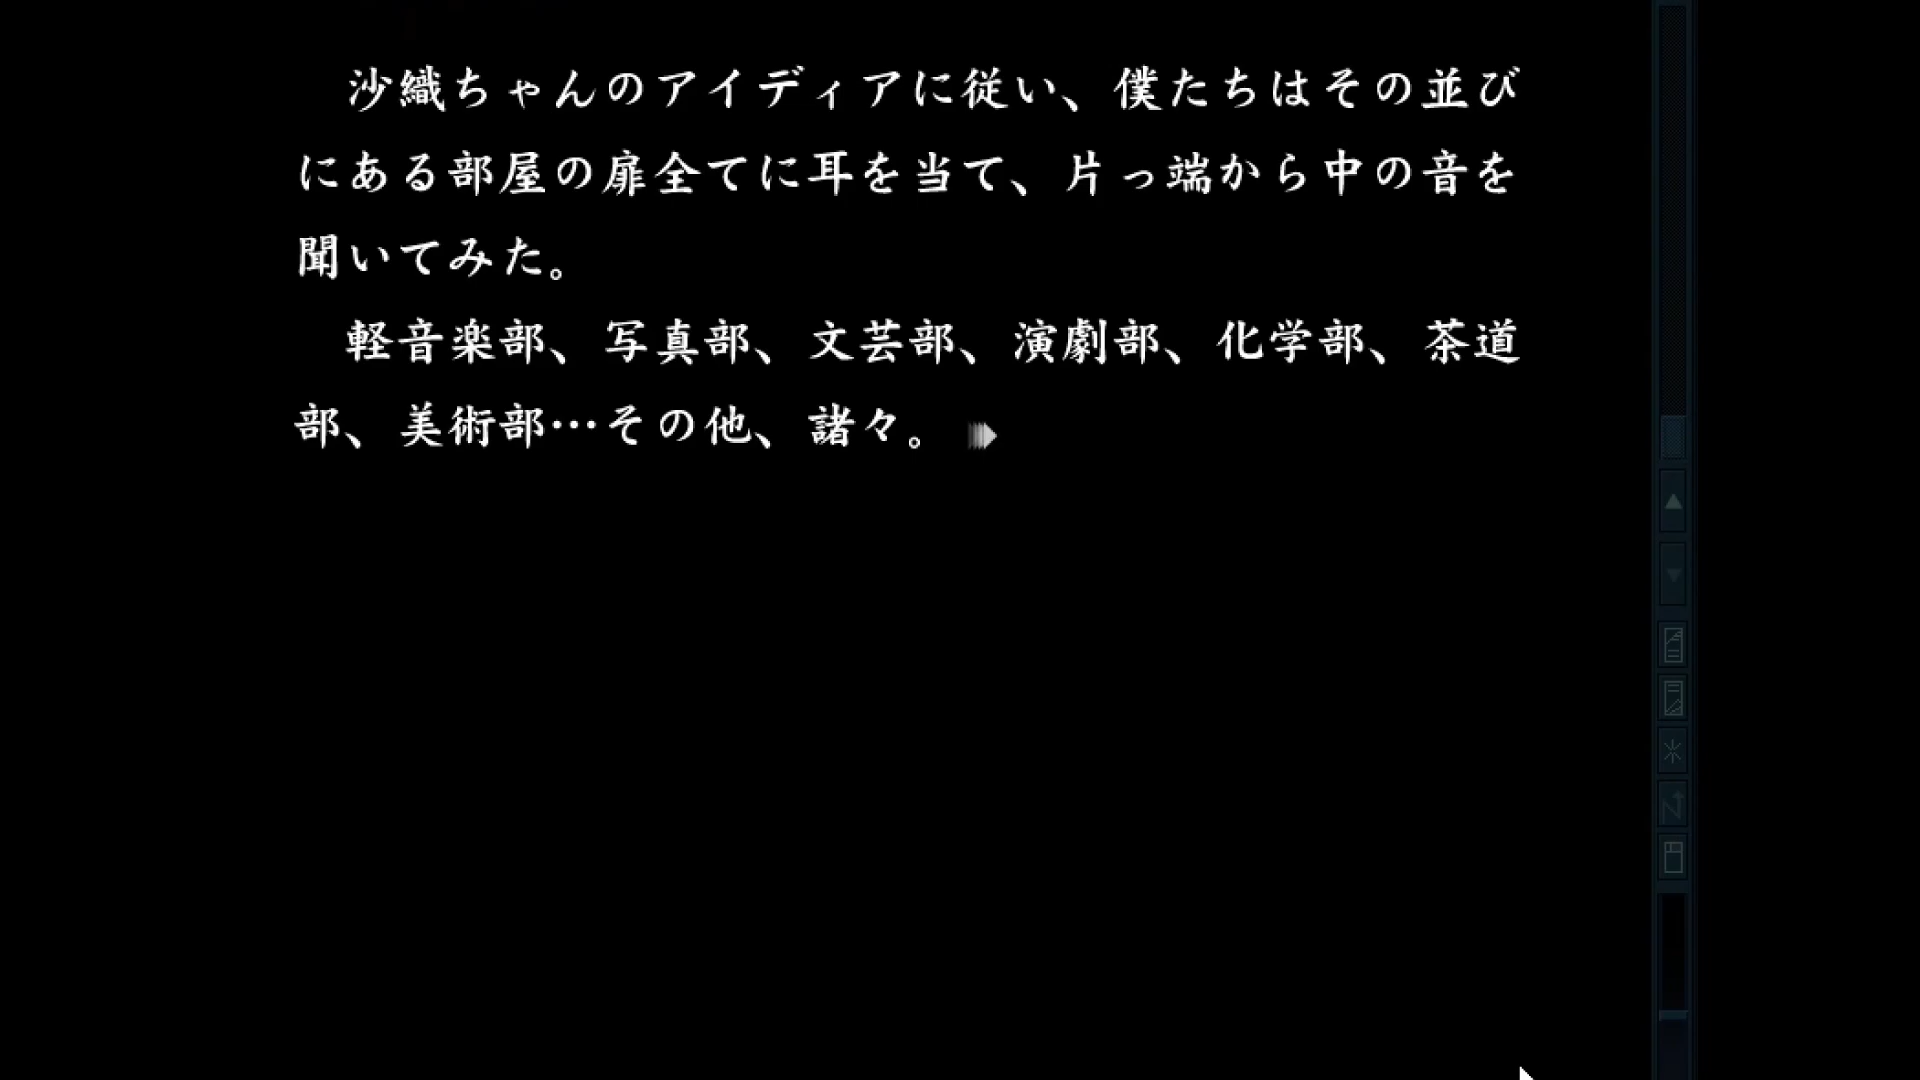 沙織ちゃんのアイディアに従い、僕たちはその並び
にある部屋の扉全てに耳を当て、片っ端から中の音を
聞いてみた。
軽音楽部、写真部、文芸部、演劇部、化学部、茶道
部、美術部…その他、諸々。